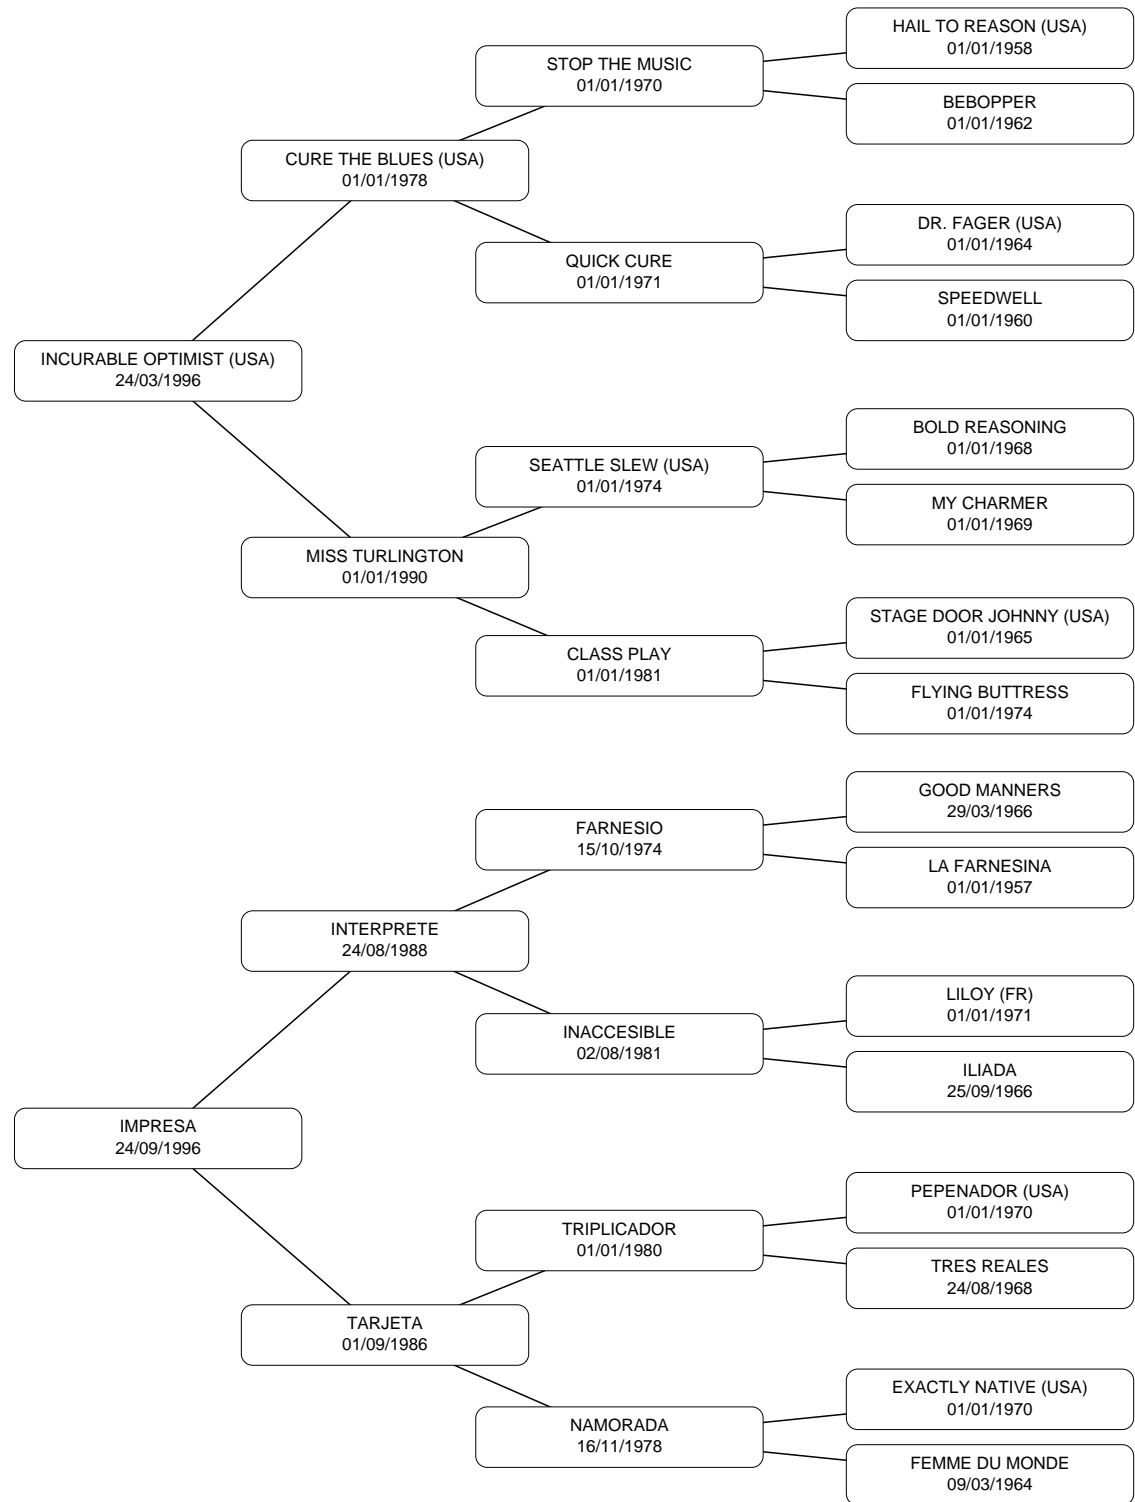 HAIL TO REASON (USA)
01/01/1958
STOP THE MUSIC
01/01/1970
BEBOPPER
01/01/1962
CURE THE BLUES (USA)
01/01/1978
DR. FAGER (USA)
01/01/1964
QUICK CURE
01/01/1971
SPEEDWELL
01/01/1960
INCURABLE OPTIMIST (USA)
24/03/1996
BOLD REASONING
01/01/1968
SEATTLE SLEW (USA)
01/01/1974
MY CHARMER
01/01/1969
MISS TURLINGTON
01/01/1990
STAGE DOOR JOHNNY (USA)
01/01/1965
CLASS PLAY
01/01/1981
FLYING BUTTRESS
01/01/1974
GOOD MANNERS
29/03/1966
FARNESIO
15/10/1974
LA FARNESINA
01/01/1957
INTERPRETE
24/08/1988
LILOY (FR)
01/01/1971
INACCESIBLE
02/08/1981
ILIADA
25/09/1966
IMPRESA
24/09/1996
PEPENADOR (USA)
01/01/1970
TRIPLICADOR
01/01/1980
TRES REALES
24/08/1968
TARJETA
01/09/1986
EXACTLY NATIVE (USA)
01/01/1970
NAMORADA
16/11/1978
FEMME DU MONDE
09/03/1964